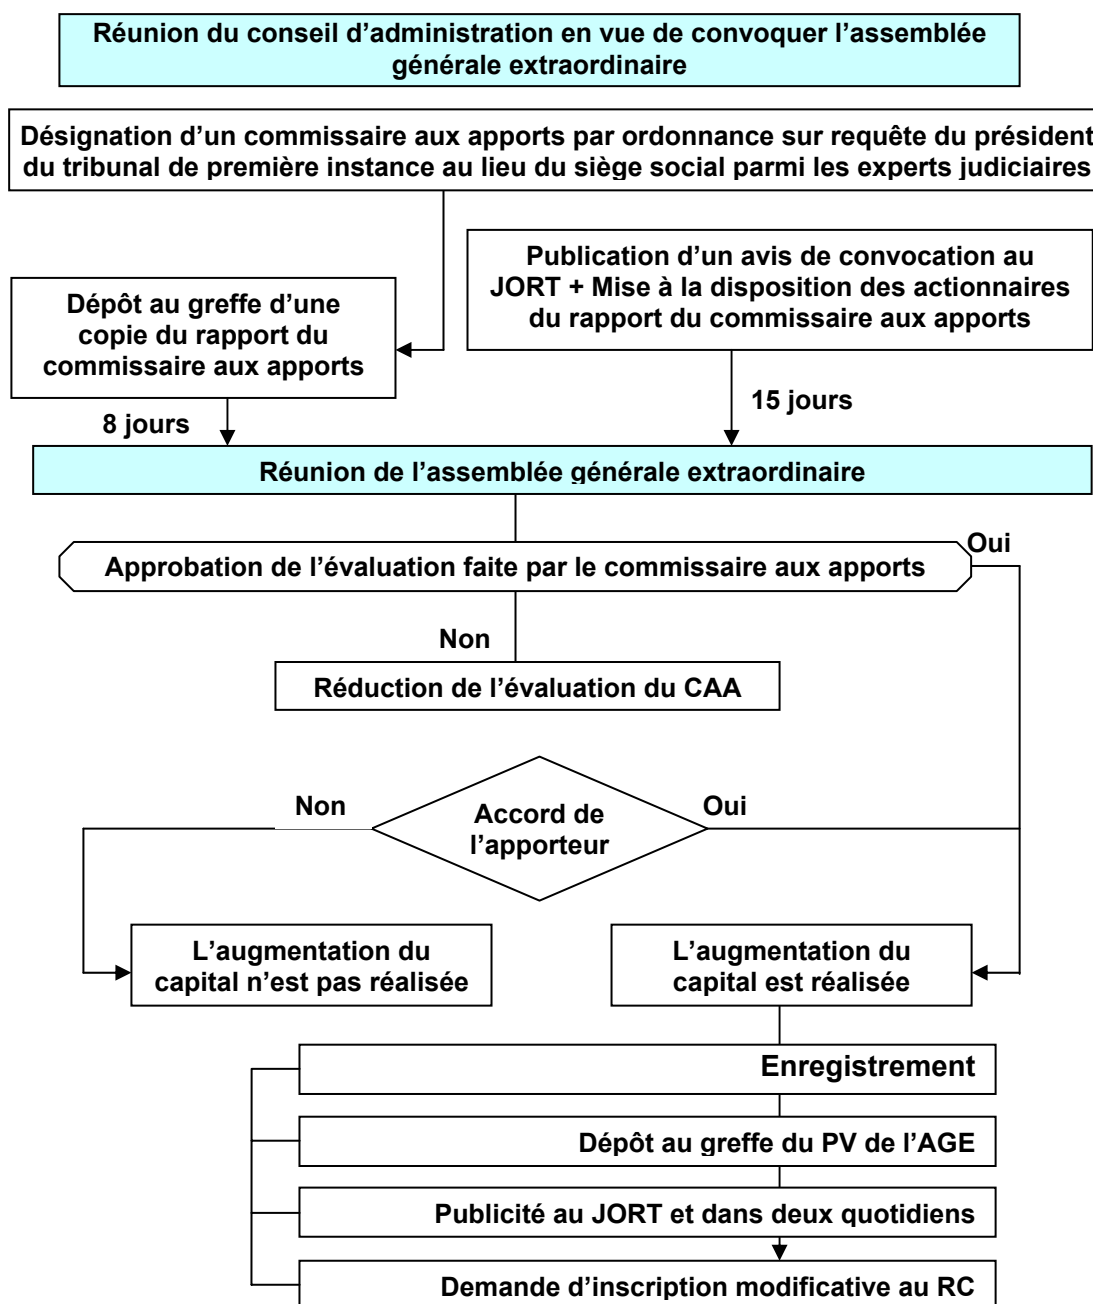 Réunion du conseil d’administration en vue de convoquer l’assemblée
générale extraordinaire
Désignation d’un commissaire aux apports par ordonnance sur requête du président
du tribunal de première instance au lieu du siège social parmi les experts judiciaires
Publication d’un avis de convocation au
JORT + Mise à la disposition des actionnaires
du rapport du commissaire aux apports
Dépôt au greffe d’une
copie du rapport du
commissaire aux apports
8 jours
15 jours
Réunion de l’assemblée générale extraordinaire
Oui
Approbation de l’évaluation faite par le commissaire aux apports
Non
Réduction de l’évaluation du CAA
Non
Accord de
l’apporteur
Oui
L’augmentation du
capital n’est pas réalisée
L’augmentation du
capital est réalisée
Enregistrement
Dépôt au greffe du PV de l’AGE
Publicité au JORT et dans deux quotidiens
Demande d’inscription modificative au RC